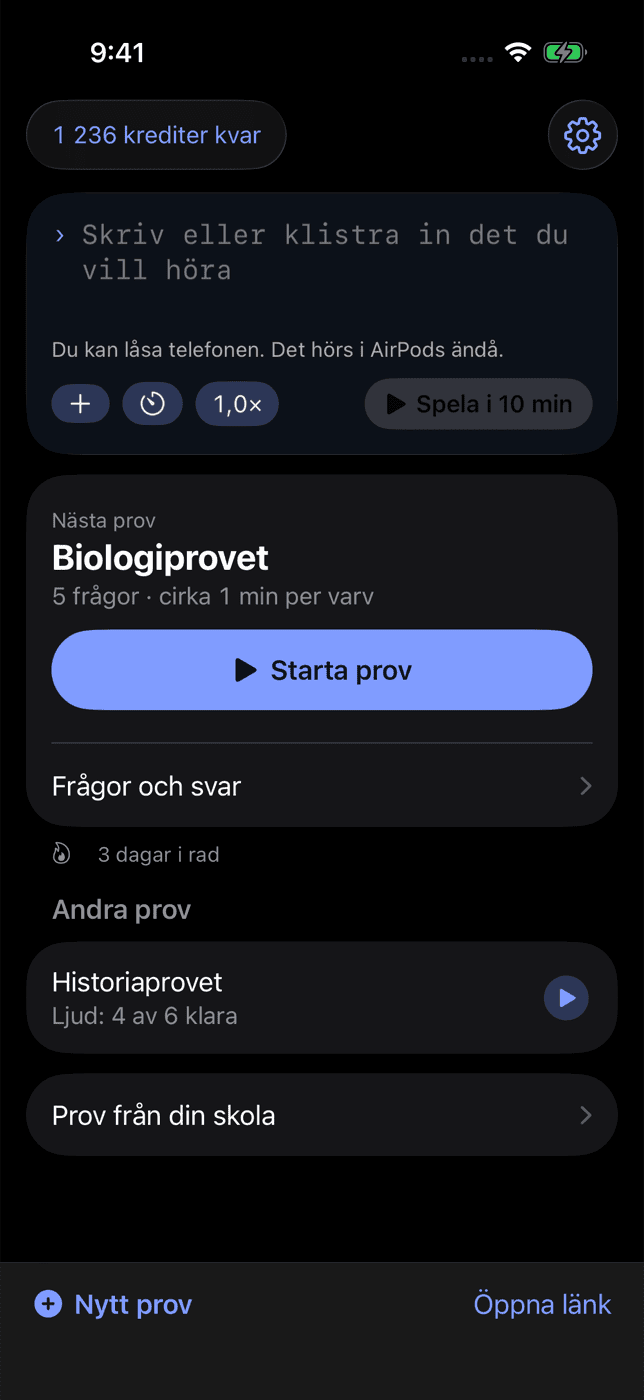 9:41
1 236 krediter kvar
› Skriv eller klistra in det du
vill höra
Du kan låsa telefonen. Det hörs i AirPods ändå.
1,0×
Spela i 10 min
Nästa prov
Biologiprovet
5 frågor · cirka 1 min per varv
Starta prov
Frågor och svar
3 dagar i rad
Andra prov
Historiaprovet
Ljud: 4 av 6 klara
Prov från din skola
Nytt prov
Öppna länk